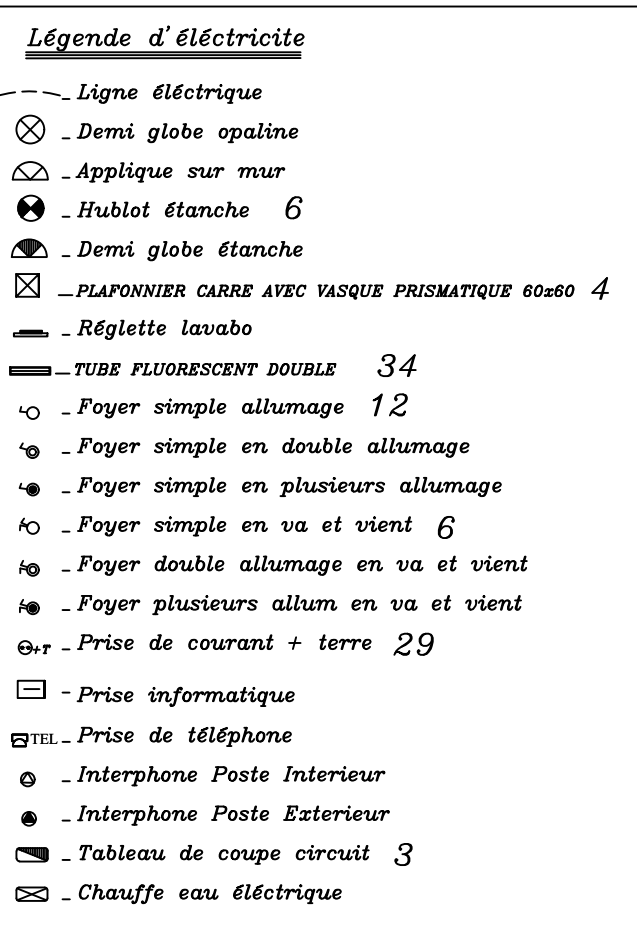 Légende d'éléctricite
_ Ligne éléctrique
_ Demi globe opaline
_ Applique sur mur
_ Hublot étanche 6
_ Demi globe étanche
_ PLAFONNIER CARRE AVEC VASQUE PRISMATIQUE 60x60 4
_ Réglette lavabo
_ TUBE FLUORESCENT DOUBLE 34
_ Foyer simple allumage 12
_ Foyer simple en double allumage
_ Foyer simple en plusieurs allumage
_ Foyer simple en va et vient 6
_ Foyer double allumage en va et vient
_ Foyer plusieurs allum en va et vient
+T _ Prise de courant + terre 29
- Prise informatique
TEL _ Prise de téléphone
_ Interphone Poste Interieur
_ Interphone Poste Exterieur
_ Tableau de coupe circuit 3
_ Chauffe eau éléctrique